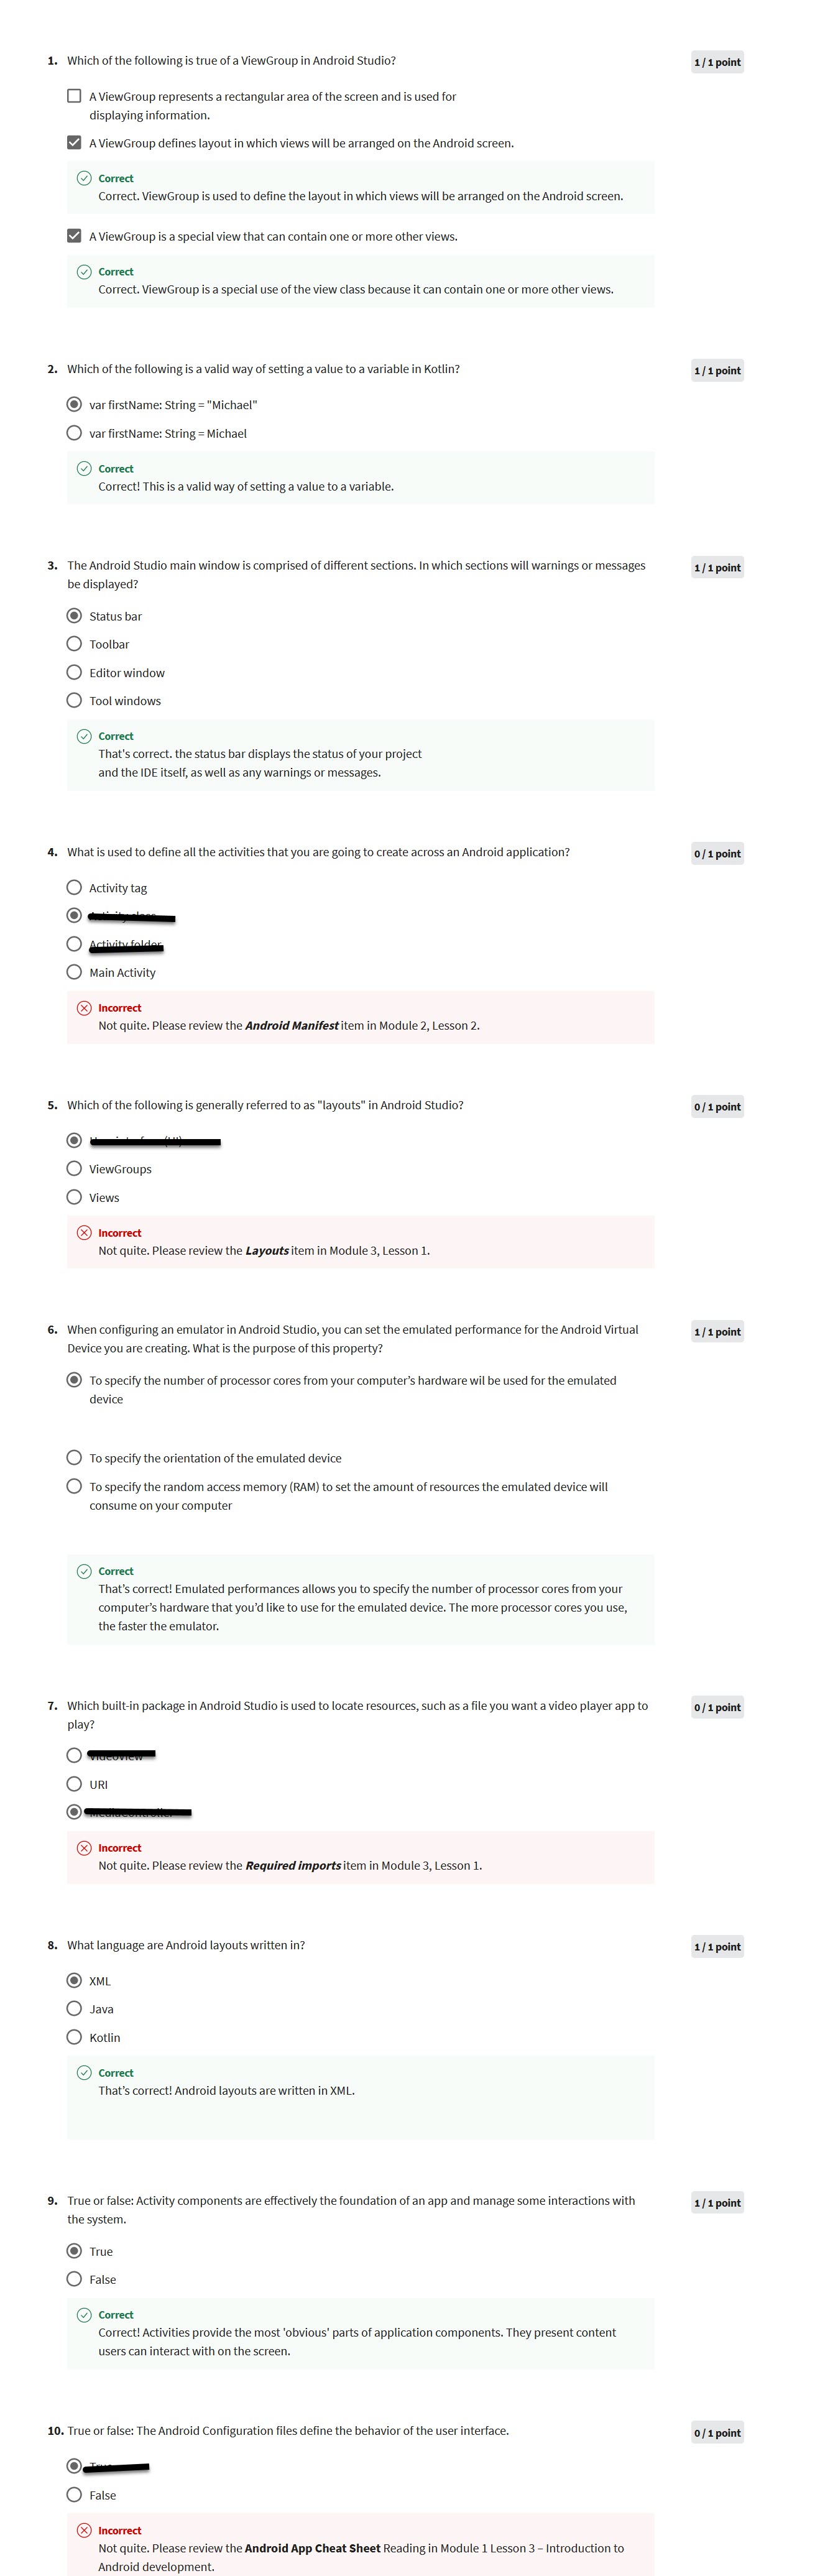 1. Which of the following is true of a ViewGroup in Android Studio?
1 / 1 point
A ViewGroup represents a rectangular area of the screen and is used for
displaying information.
A ViewGroup defines layout in which views will be arranged on the Android screen.
Correct
Correct. ViewGroup is used to define the layout in which views will be arranged on the Android screen.
A ViewGroup is a special view that can contain one or more other views.
Correct
Correct. ViewGroup is a special use of the view class because it can contain one or more other views.
2. Which of the following is a valid way of setting a value to a variable in Kotlin?
1 / 1 point
var firstName: String = "Michael"
var firstName: String = Michael
Correct
Correct! This is a valid way of setting a value to a variable.
3. The Android Studio main window is comprised of different sections. In which sections will warnings or messages
be displayed?
1 / 1 point
Status bar
Toolbar
Editor window
Tool windows
Correct
That's correct. the status bar displays the status of your project
and the IDE itself, as well as any warnings or messages.
4. What is used to define all the activities that you are going to create across an Android application?
0 / 1 point
Activity tag
Activity folder
Main Activity
Incorrect
Not quite. Please review the Android Manifest item in Module 2, Lesson 2.
5. Which of the following is generally referred to as "layouts" in Android Studio?
0 / 1 point
ViewGroups
Views
Incorrect
Not quite. Please review the Layouts item in Module 3, Lesson 1.
6. When configuring an emulator in Android Studio, you can set the emulated performance for the Android Virtual
Device you are creating. What is the purpose of this property?
1 / 1 point
To specify the number of processor cores from your computer’s hardware wil be used for the emulated
device
To specify the orientation of the emulated device
To specify the random access memory (RAM) to set the amount of resources the emulated device will
consume on your computer
Correct
That’s correct! Emulated performances allows you to specify the number of processor cores from your
computer’s hardware that you’d like to use for the emulated device. The more processor cores you use,
the faster the emulator.
7. Which built-in package in Android Studio is used to locate resources, such as a file you want a video player app to
play?
0 / 1 point
URI
Incorrect
Not quite. Please review the Required imports item in Module 3, Lesson 1.
8. What language are Android layouts written in?
1 / 1 point
XML
Java
Kotlin
Correct
That’s correct! Android layouts are written in XML.
9. True or false: Activity components are effectively the foundation of an app and manage some interactions with
the system.
1 / 1 point
True
False
Correct
Correct! Activities provide the most 'obvious' parts of application components. They present content
users can interact with on the screen.
10. True or false: The Android Configuration files define the behavior of the user interface.
0 / 1 point
False
Incorrect
Not quite. Please review the Android App Cheat Sheet Reading in Module 1 Lesson 3 – Introduction to
Android development.